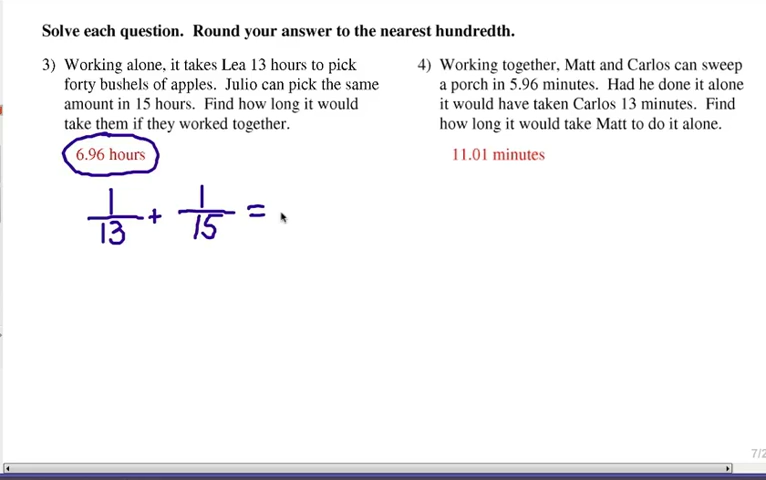 Solve each question. Round your answer to the nearest hundredth.
3) Working alone, it takes Lea 13 hours to pick
forty bushels of apples. Julio can pick the same
amount in 15 hours. Find how long it would
take them if they worked together.
6.96 hours
1/13 + 1/15 =
4) Working together, Matt and Carlos can sweep
a porch in 5.96 minutes. Had he done it alone
it would have taken Carlos 13 minutes. Find
how long it would take Matt to do it alone.
11.01 minutes